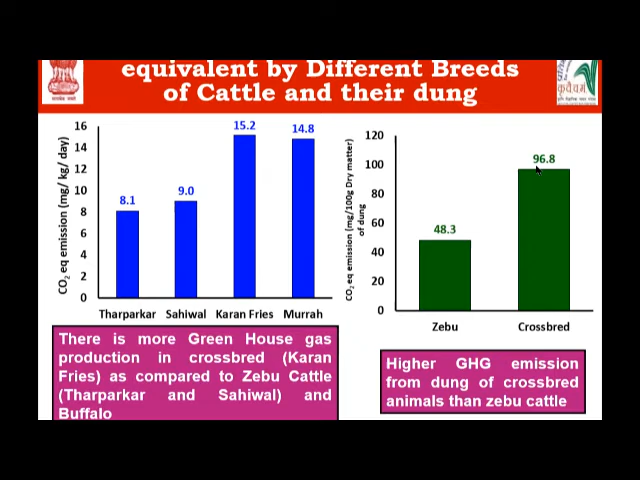 equivalent by Different Breeds
of Cattle and their dung
CO2 eq emission (mg/ kg/ day)
16
14
12
10
8
6
4
2
0
8.1
9.0
15.2
14.8
Tharparkar
Sahiwal
Karan Fries
Murrah
CO2 eq emission (mg/100g Dry matter)
of dung
120
100
80
60
40
20
0
48.3
96.8
Zebu
Crossbred
There is more Green House gas
production in crossbred (Karan
Fries) as compared to Zebu Cattle
(Tharparkar and Sahiwal) and
Buffalo
Higher GHG emission
from dung of crossbred
animals than zebu cattle